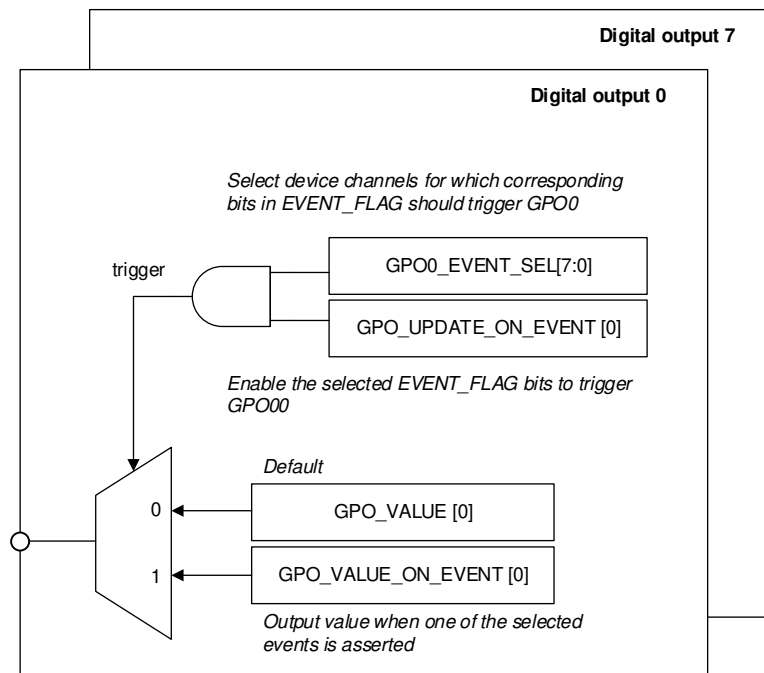 Digital output 7
Digital output 0
Select device channels for which corresponding
bits in EVENT_FLAG should trigger GPO0
trigger
GPO0_EVENT_SEL[7:0]
GPO_UPDATE_ON_EVENT [0]
Enable the selected EVENT_FLAG bits to trigger
GPO00
Default
0
GPO_VALUE [0]
1
GPO_VALUE_ON_EVENT [0]
Output value when one of the selected
events is asserted